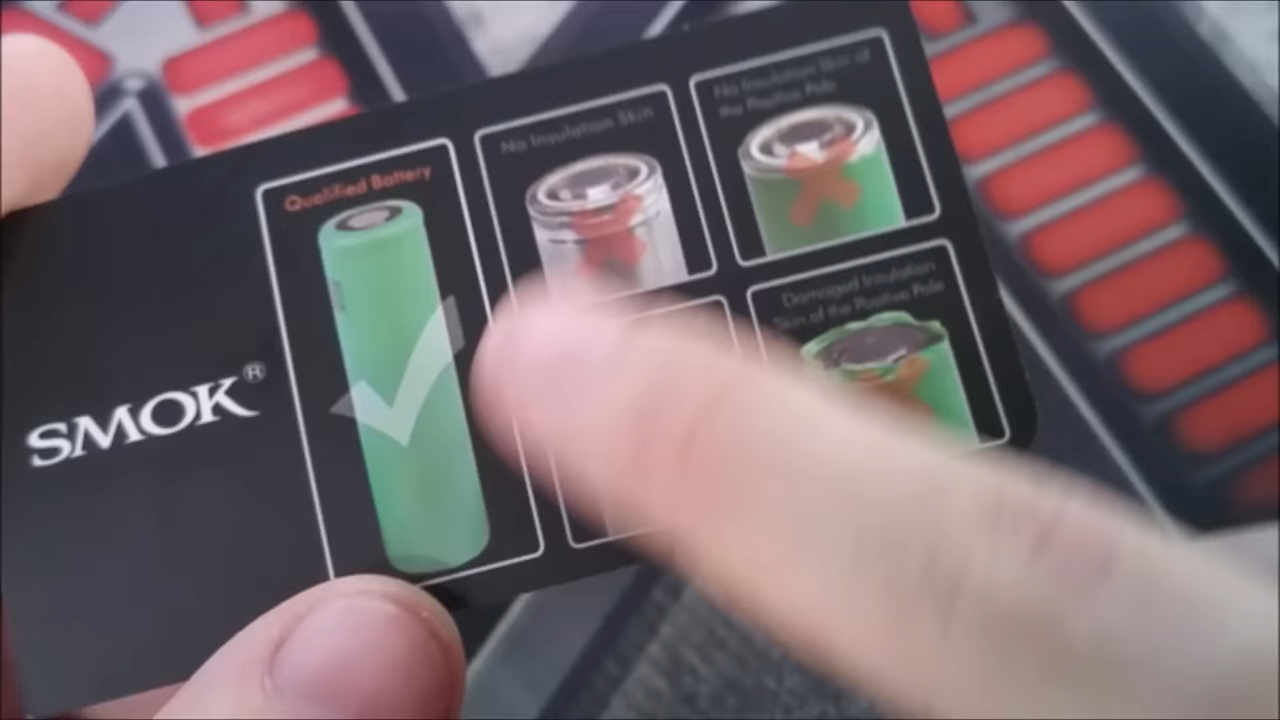 SMOK®
Qualified Battery
No Insulation Skin
No Insulation Skin of
the Positive Pole
Damaged Insulation
Skin of the Positive Pole